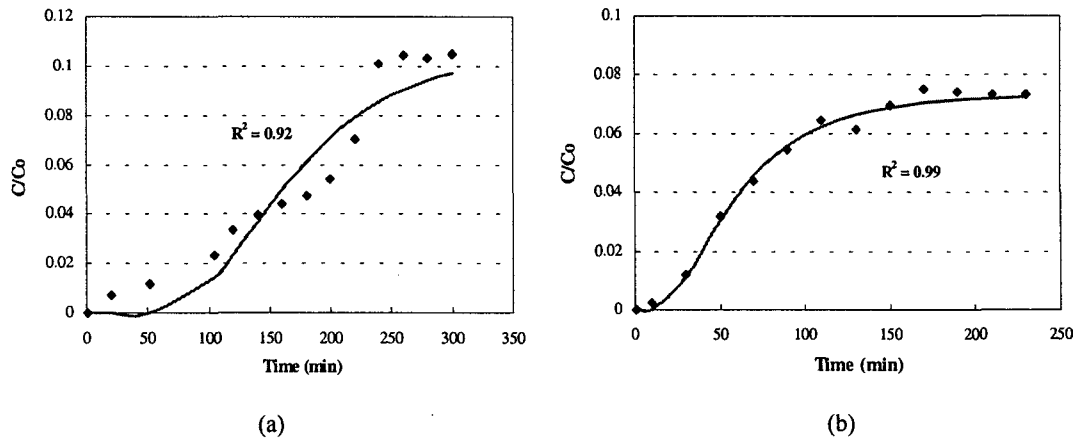 0.12
0.1
0.08
0.06
0.04
0.02
0
C/Co
R² = 0.92
0 50 100 150 200 250 300 350
Time (min)
(a)
0.1
0.08
0.06
0.04
0.02
0
C/Co
R² = 0.99
0 50 100 150 200 250
Time (min)
(b)